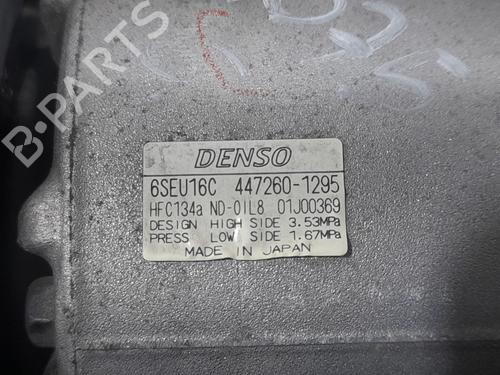 B-PARTS
DENSO
6SEU16C 447260-1295
HFC134a ND-OIL8 01J00369
DESIGN HIGH SIDE 3.53MPa
PRESS LOW SIDE 1.67MPa
MADE IN JAPAN